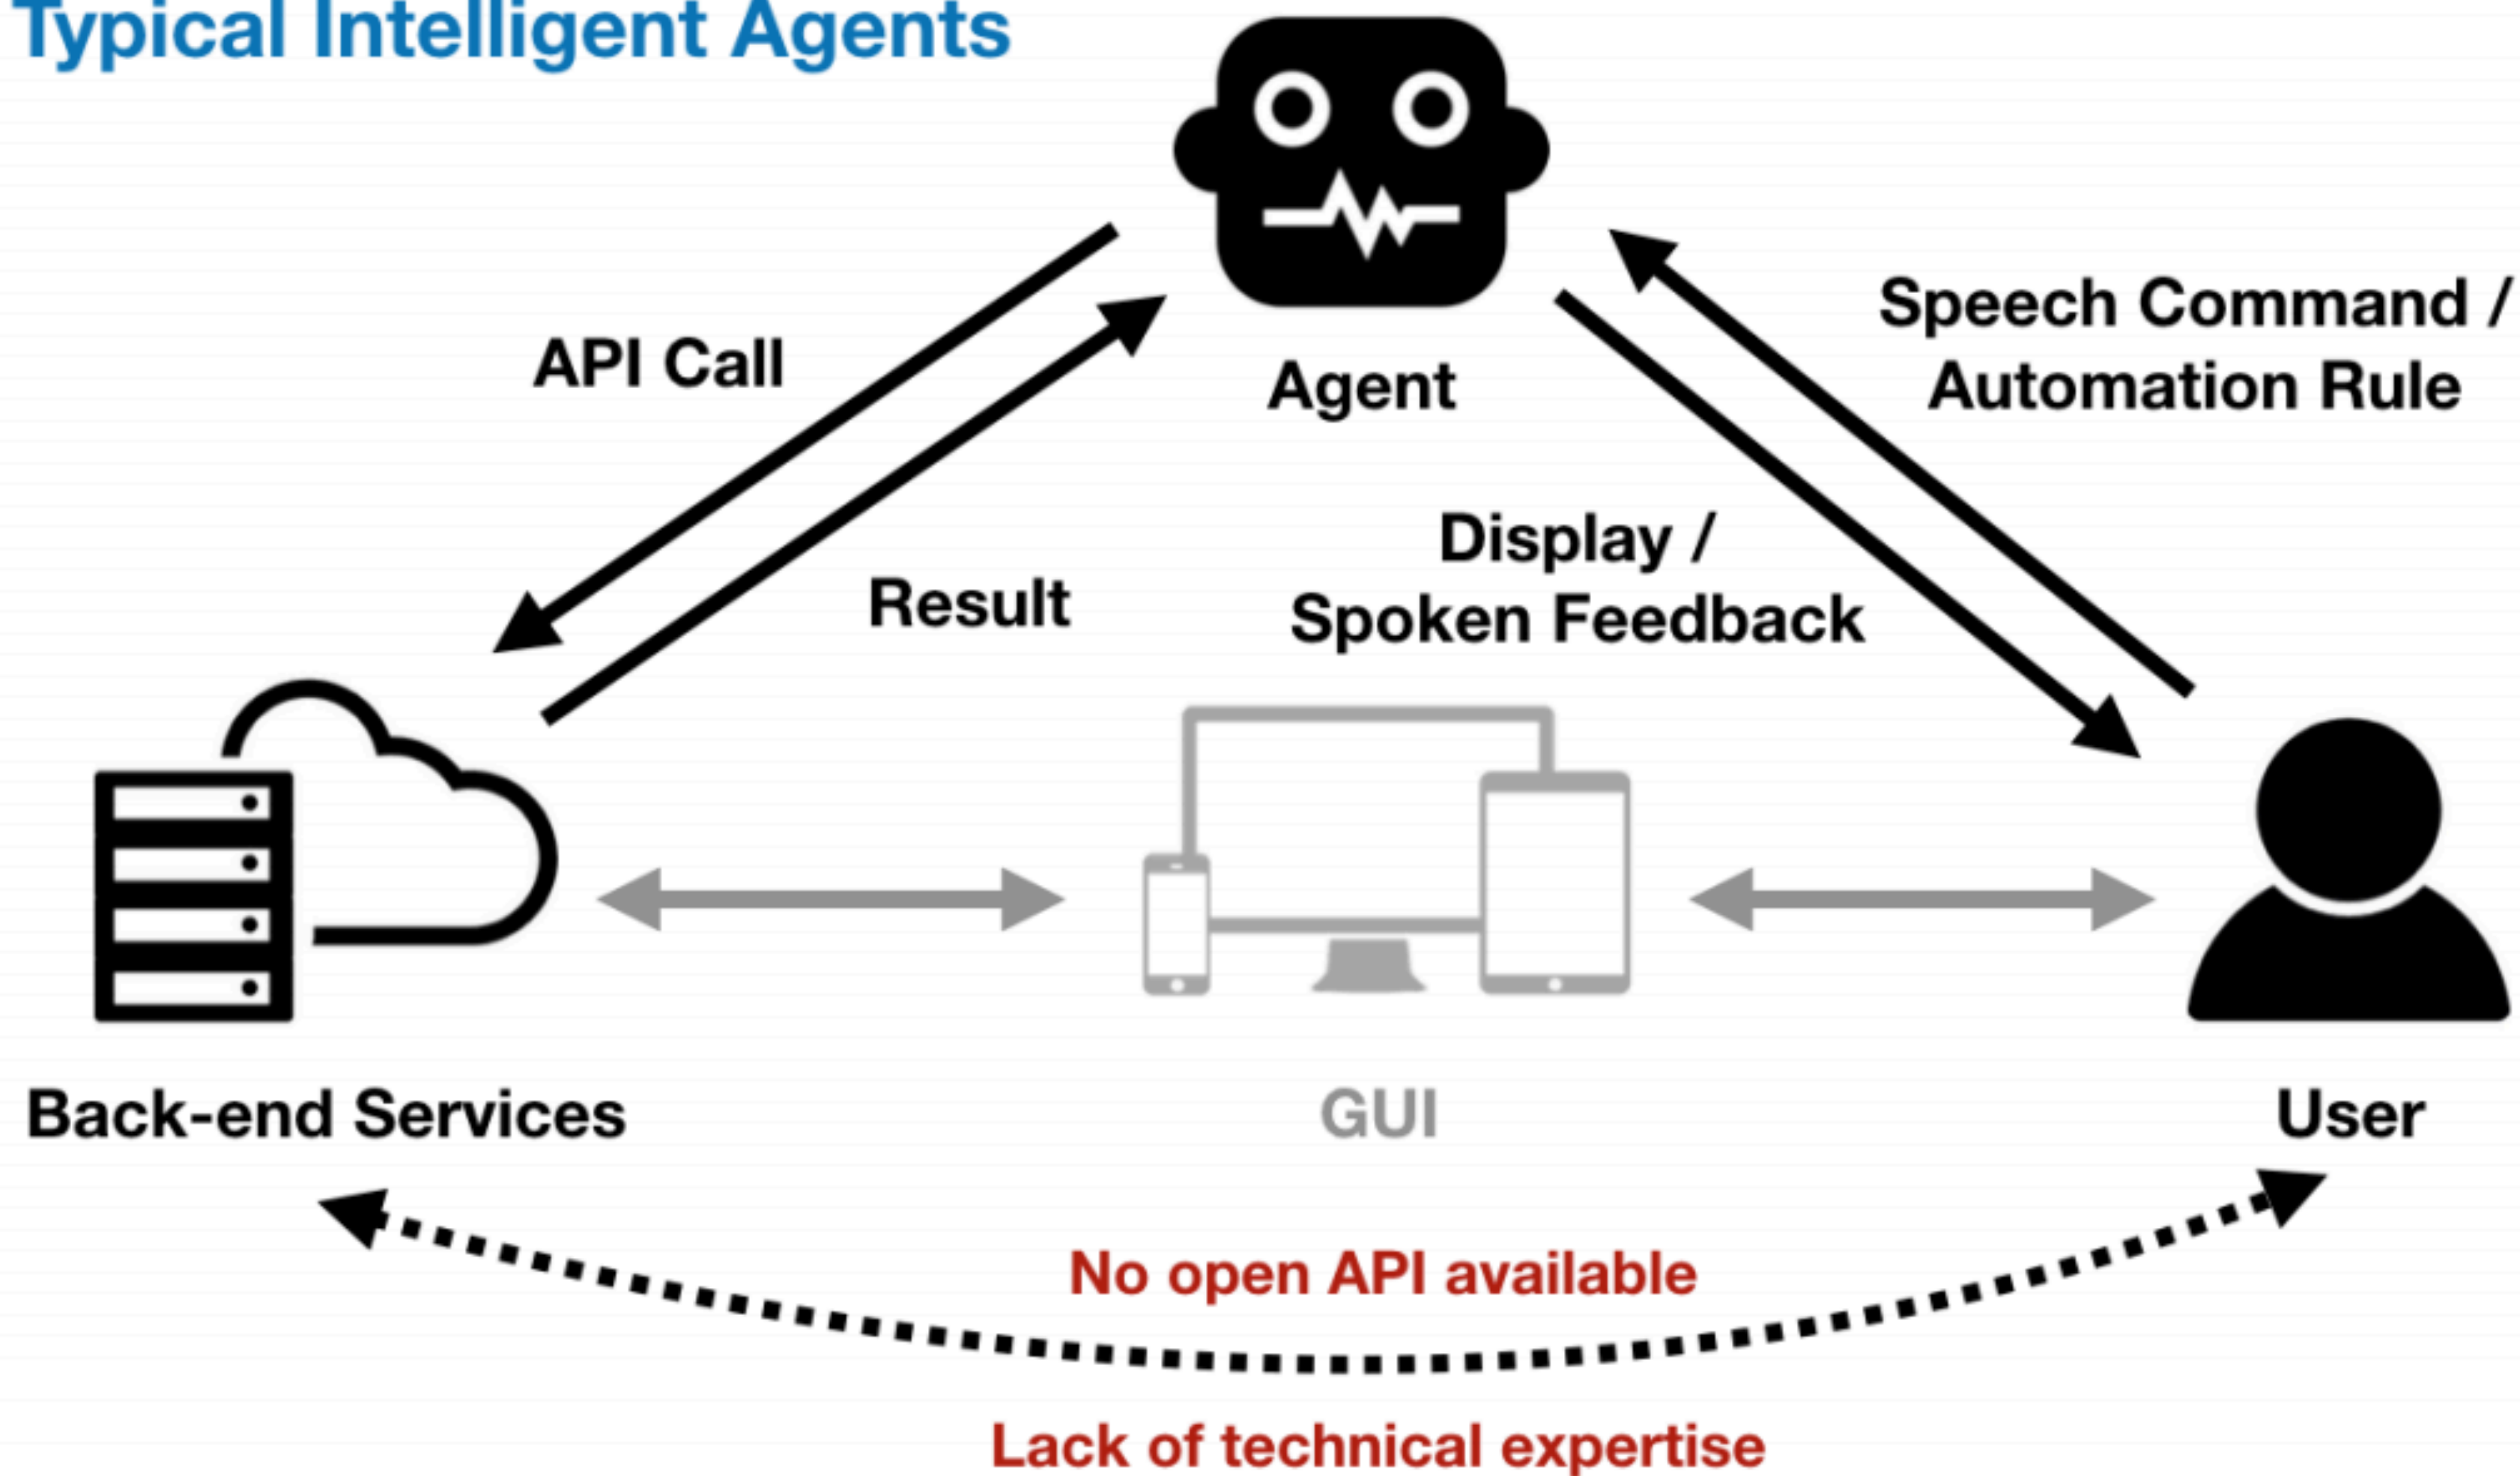 Typical Intelligent Agents
Speech Command /
Automation Rule
API Call
Agent
Display /
Spoken Feedback
Result
Back-end Services
GUI
User
No open API available
Lack of technical expertise